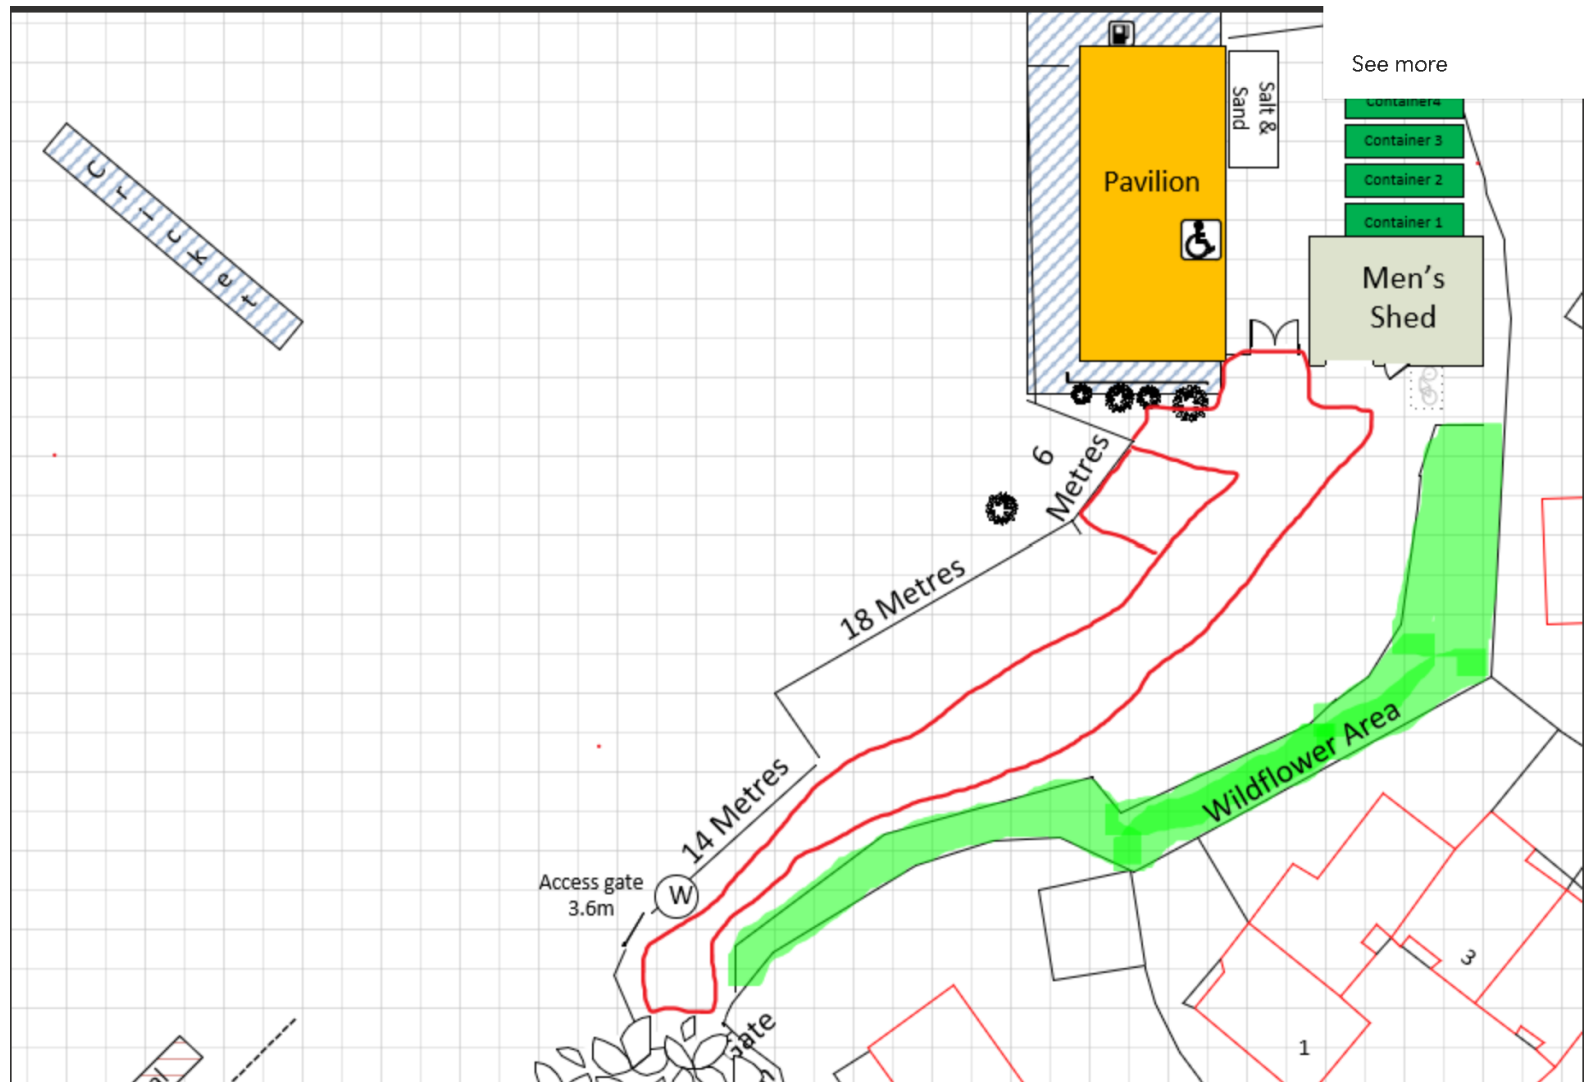 See more
Container4
Container 3
Container 2
Container 1
Salt &
Sand
Pavilion
Men's
Shed
Cricket
6
Metres
18 Metres
14 Metres
Access gate
3.6m
W
Wildflower Area
3
1